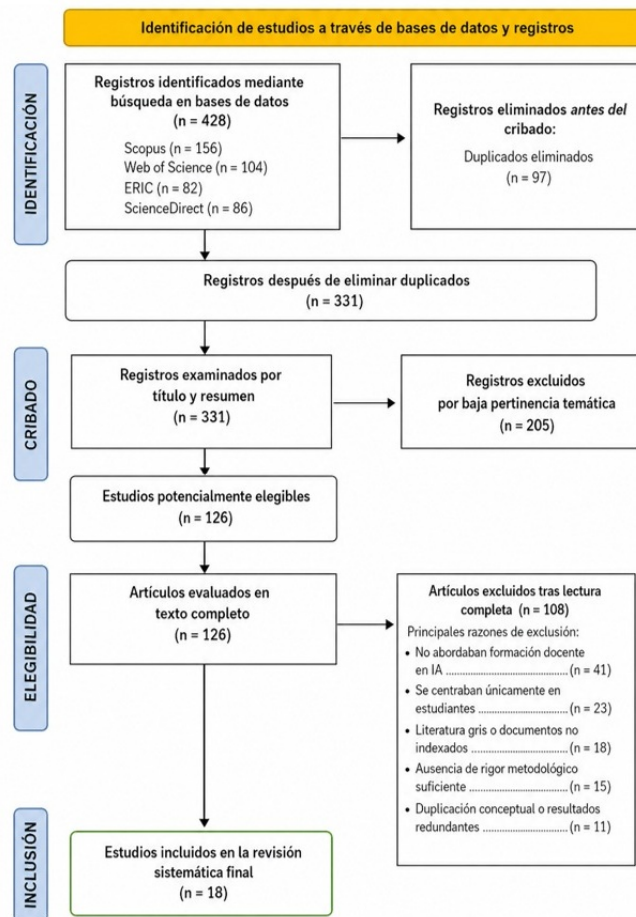 Identificación de estudios a través de bases de datos y registros
IDENTIFICACIÓN
Registros identificados mediante
búsqueda en bases de datos
(n = 428)
Scopus (n = 156)
Web of Science (n = 104)
ERIC (n = 82)
ScienceDirect (n = 86)
Registros eliminados antes del
cribado:
Duplicados eliminados
(n = 97)
Registros después de eliminar duplicados
(n = 331)
CRIBADO
Registros examinados por
título y resumen
(n = 331)
Registros excluidos
por baja pertinencia temática
(n = 205)
Estudios potencialmente elegibles
(n = 126)
ELEGIBILIDAD
Artículos evaluados en
texto completo
(n = 126)
Artículos excluidos tras lectura
completa (n = 108)
Principales razones de exclusión:
• No abordaban formación docente
en IA ........................................ (n = 41)
• Se centraban únicamente en
estudiantes ............................. (n = 23)
• Literatura gris o documentos no
indexados ................................ (n = 18)
• Ausencia de rigor metodológico
suficiente ................................. (n = 15)
• Duplicación conceptual o resultados
redundantes ............................ (n = 11)
INCLUSIÓN
Estudios incluidos en la revisión
sistemática final
(n = 18)